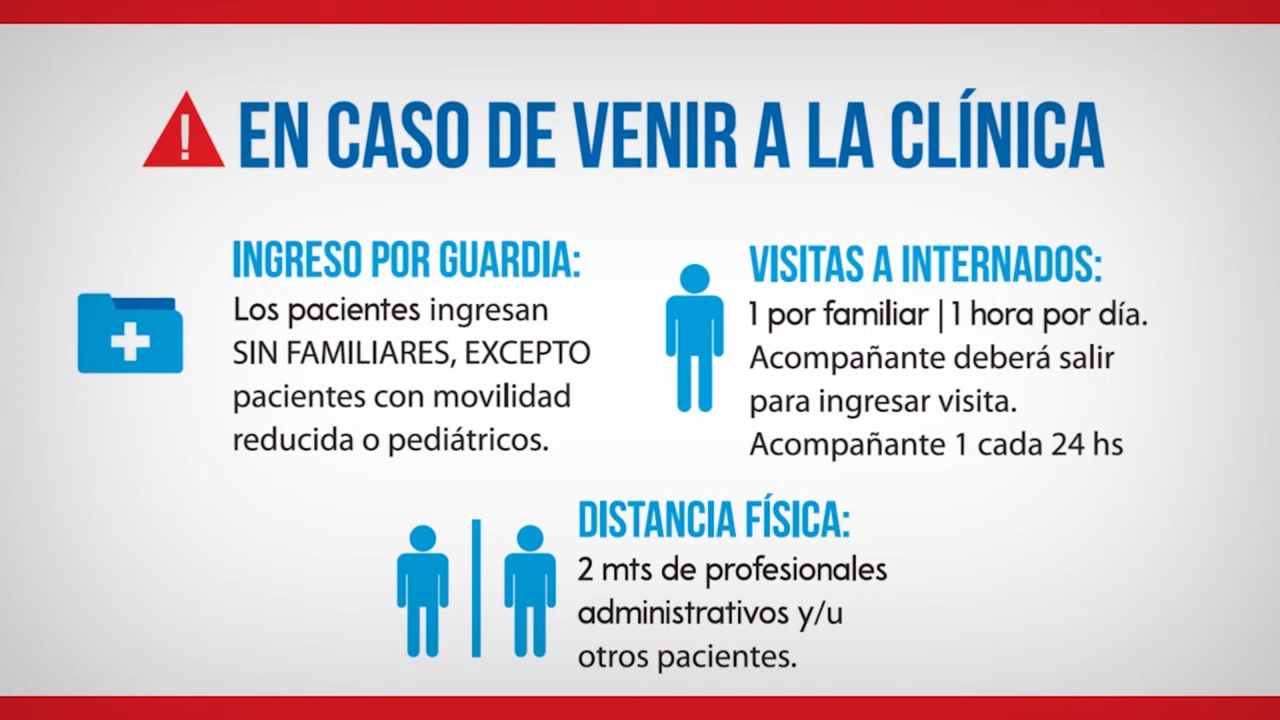 EN CASO DE VENIR A LA CLÍNICA
INGRESO POR GUARDIA:
Los pacientes ingresan
SIN FAMILIARES, EXCEPTO
pacientes con movilidad
reducida o pediátricos.
VISITAS A INTERNADOS:
1 por familiar | 1 hora por día.
Acompañante deberá salir
para ingresar visita.
Acompañante 1 cada 24 hs
DISTANCIA FÍSICA:
2 mts de profesionales
administrativos y/u
otros pacientes.